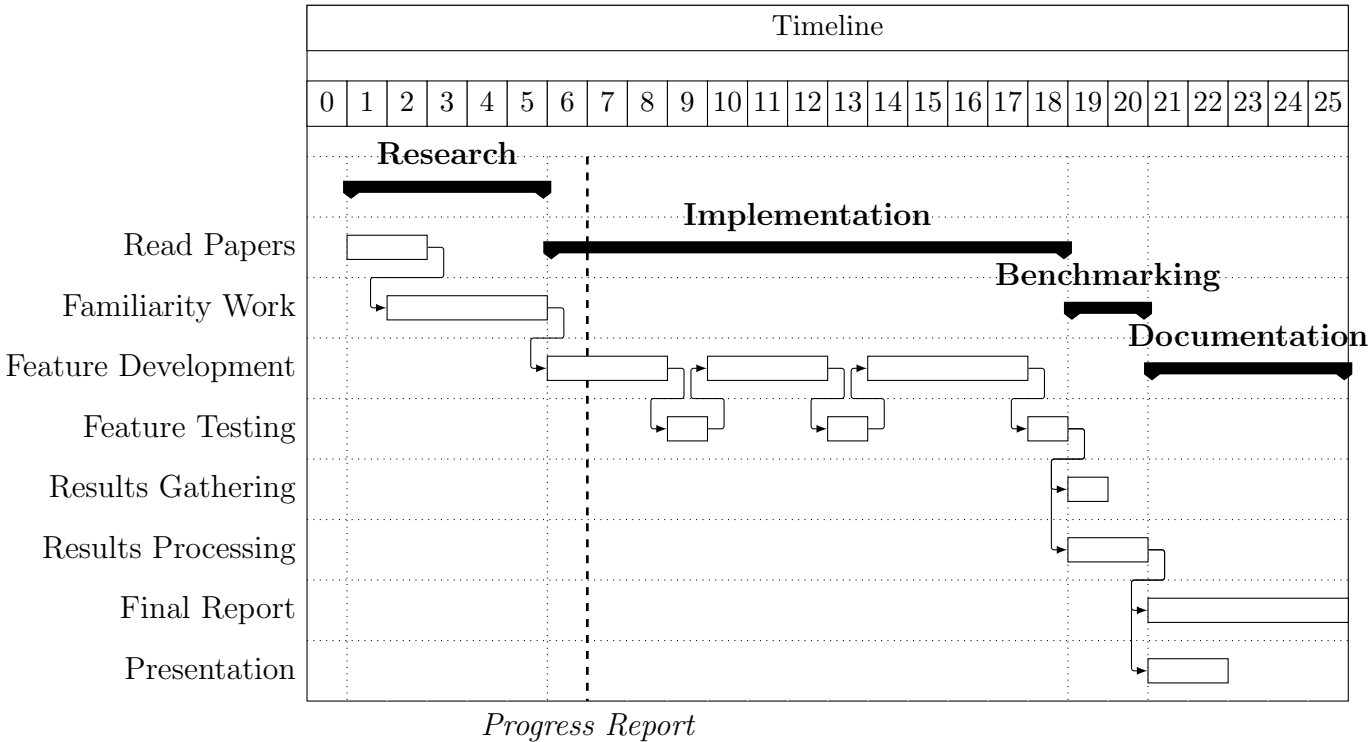 Timeline
0 1 2 3 4 5 6 7 8 9 10 11 12 13 14 15 16 17 18 19 20 21 22 23 24 25
Research
Implementation
Read Papers
Benchmarking
Familiarity Work
Documentation
Feature Development
Feature Testing
Results Gathering
Results Processing
Final Report
Presentation
Progress Report